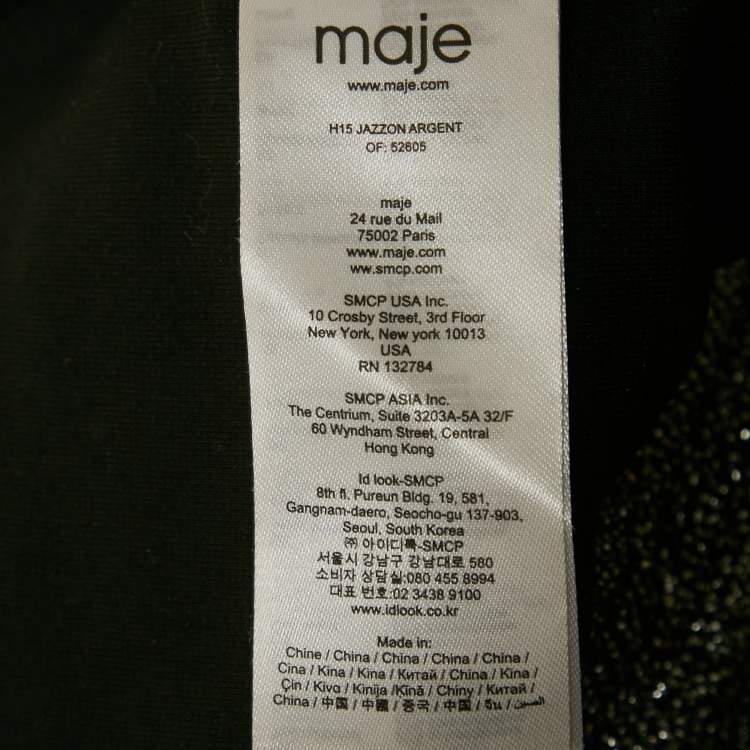 maje
www.maje.com
H15 JAZZON ARGENT
OF: 52605
maje
24 rue du Mail
75002 Paris
www.maje.com
ww.smcp.com
SMCP USA Inc.
10 Crosby Street, 3rd Floor
New York, New york 10013
USA
RN 132784
SMCP ASIA Inc.
The Centrium, Suite 3203A-5A 32/F
60 Wyndham Street, Central
Hong Kong
Id look-SMCP
8th fl. Pureun Bldg. 19, 581,
Gangnam-daero, Seocho-gu 137-903,
Seoul, South Korea
㈜ 아이디룩-SMCP
서울시 강남구 강남대로 580
소비자 상담실:080 455 8994
대표 번호:02 3438 9100
www.idlook.co.kr
Made in:
Chine / China / China / China / China /
Cina / Kina / Kina / Китай / China / Kína /
Çin / Kίνα / Kinija /Ķīnā / Chiny / Китай /
China / 中国 / 中國 / 중국 / 中国 / จีน / الصين